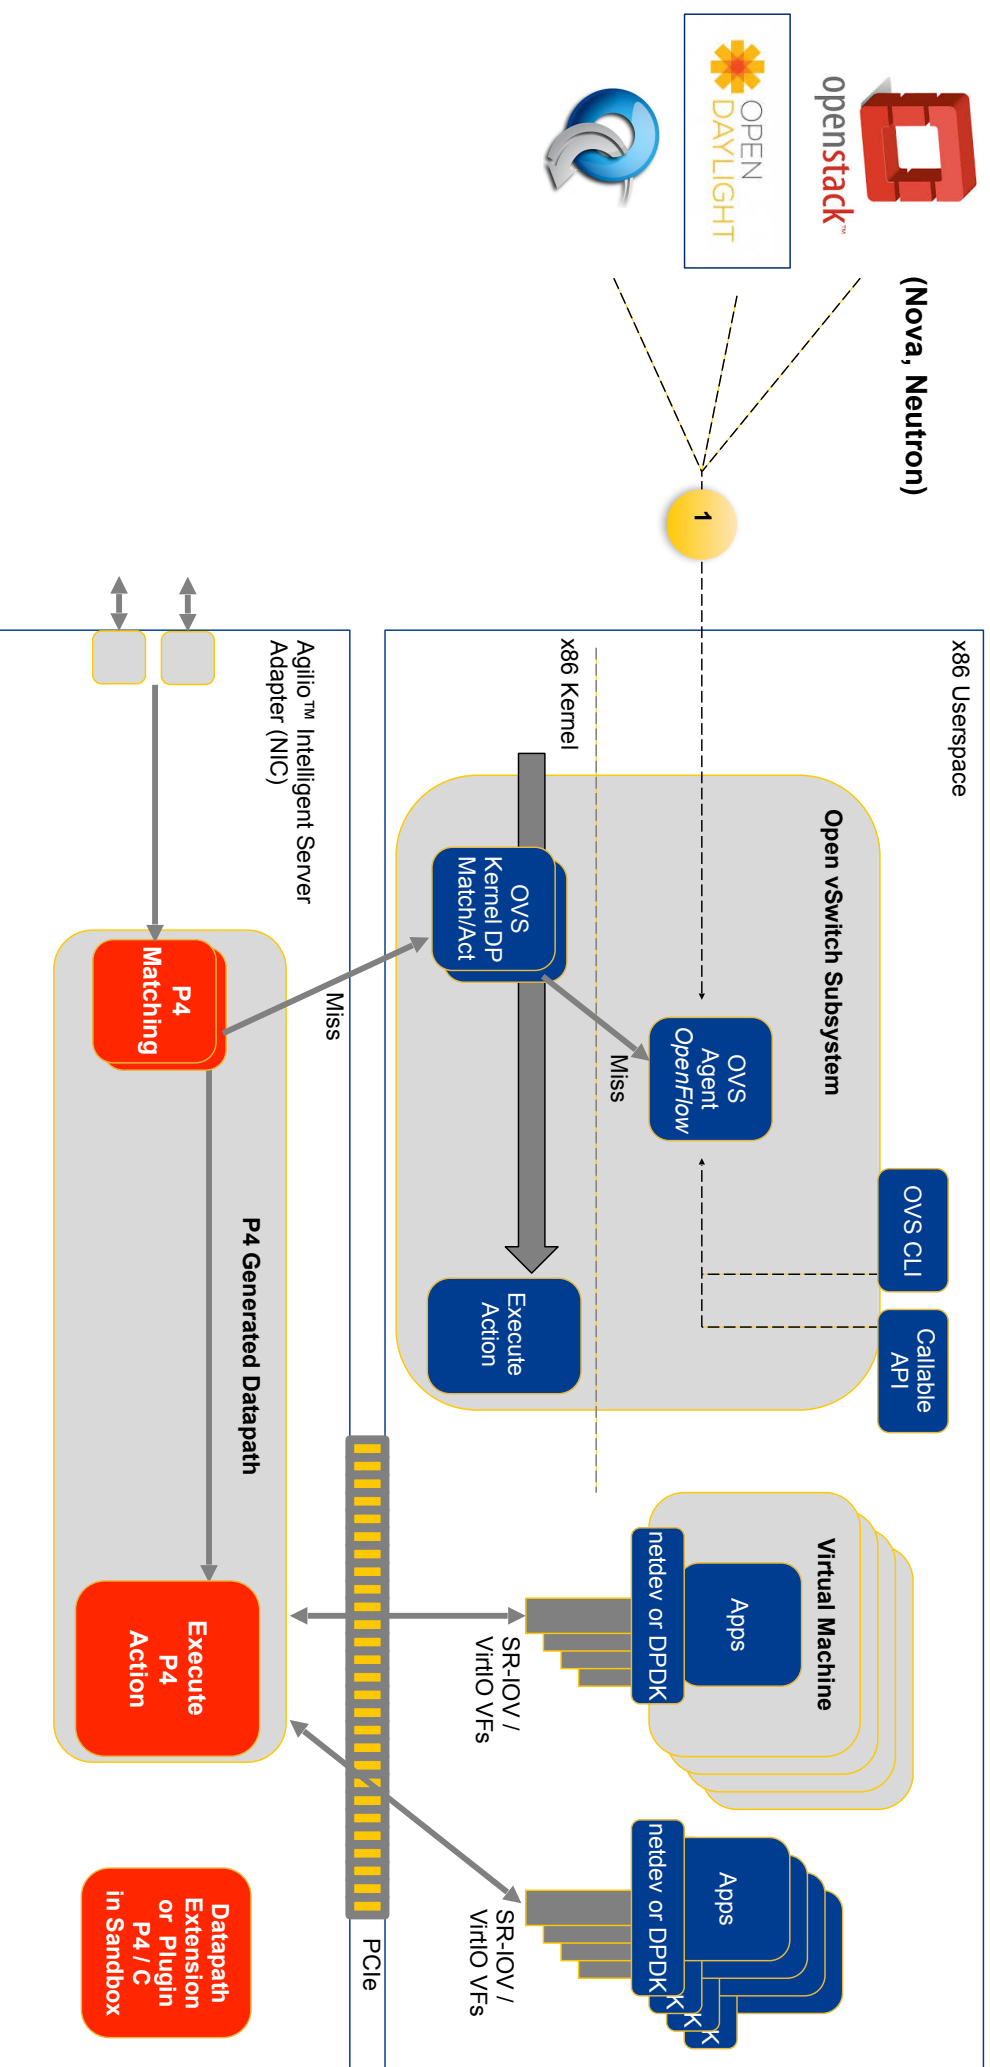 openstack™
(Nova, Neutron)
OPEN
DAYLIGHT
1
x86 Userspace
Open vSwitch Subsystem
OVS CLI
Callable
API
OVS
Agent
OpenFlow
Miss
x86 Kernel
OVS
Kernel DP
Match/Act
Execute
Action
Virtual Machine
Apps
netdev or DPDK
SR-IOV /
VirtIO VFs
Apps
netdev or DPDK
K
K
K
SR-IOV /
VirtIO VFs
PCIe
Agilio™ Intelligent Server
Adapter (NIC)
Miss
P4 Generated Datapath
P4
Matching
Execute
P4
Action
Datapath
Extension
or Plugin
P4 / C
in Sandbox